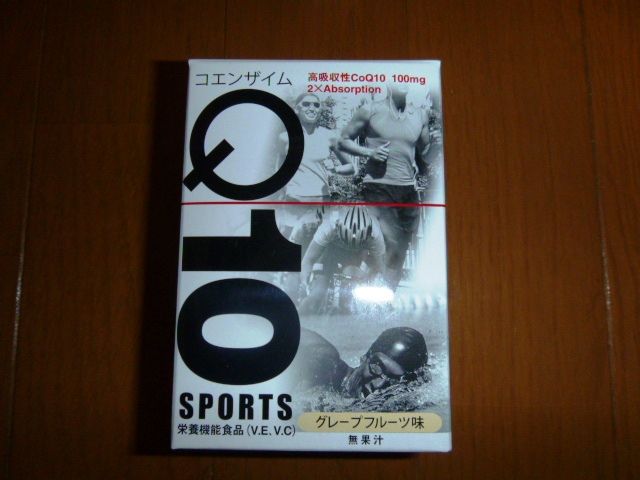 コエンザイム
高吸収性CoQ10 100mg
2×Absorption
Q10
SPORTS
栄養機能食品(V.E、V.C)
グレープフルーツ味
無果汁